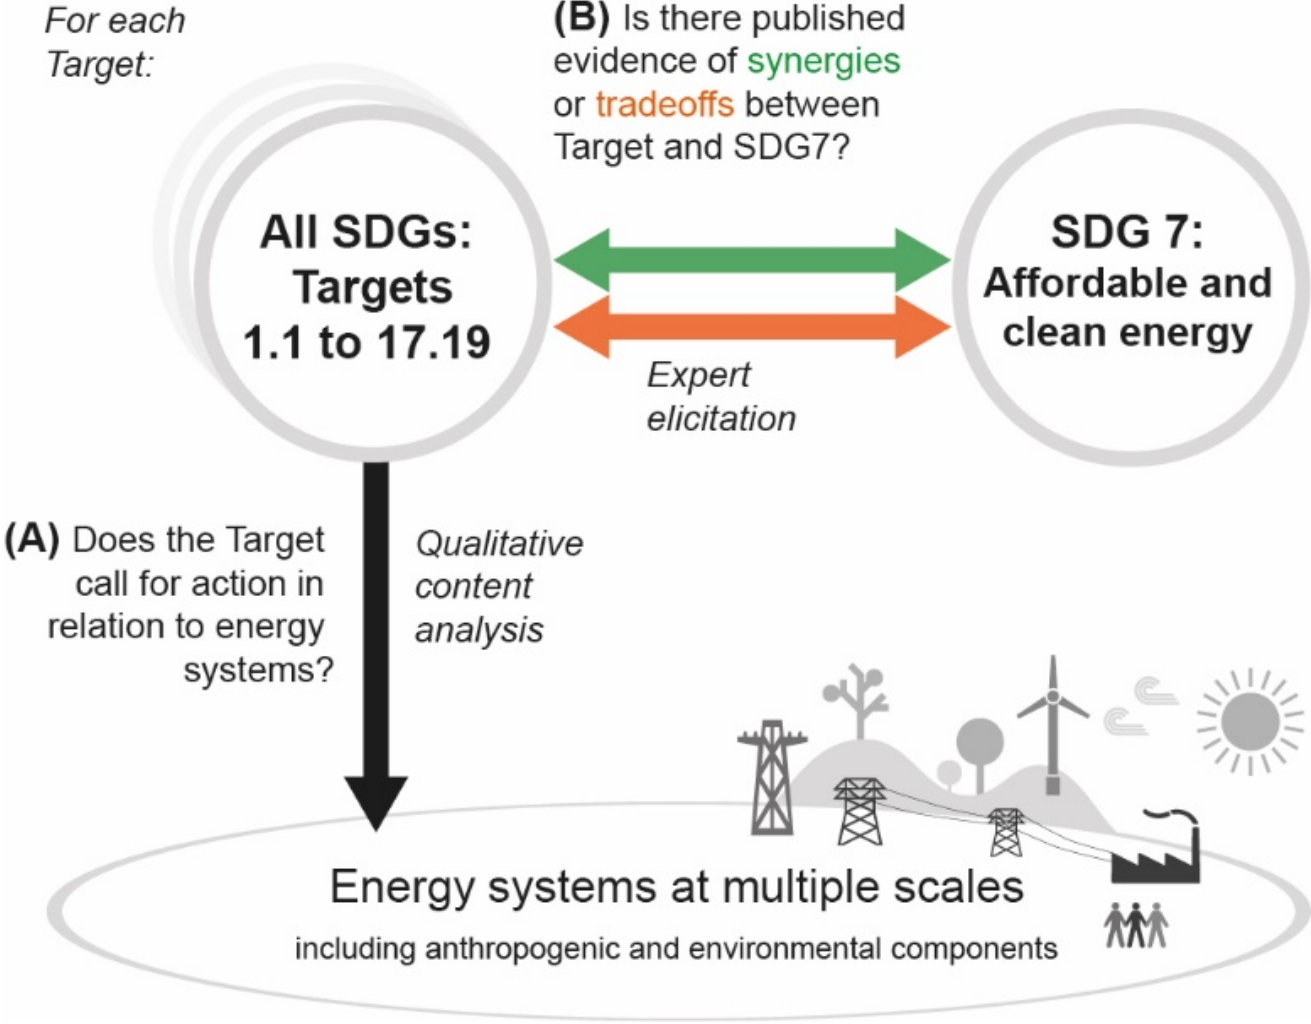 For each
Target:
(B) Is there published
evidence of synergies
or tradeoffs between
Target and SDG7?
All SDGs:
Targets
1.1 to 17.19
SDG 7:
Affordable and
clean energy
Expert
elicitation
(A) Does the Target
call for action in
relation to energy
systems?
Qualitative
content
analysis
Energy systems at multiple scales
including anthropogenic and environmental components